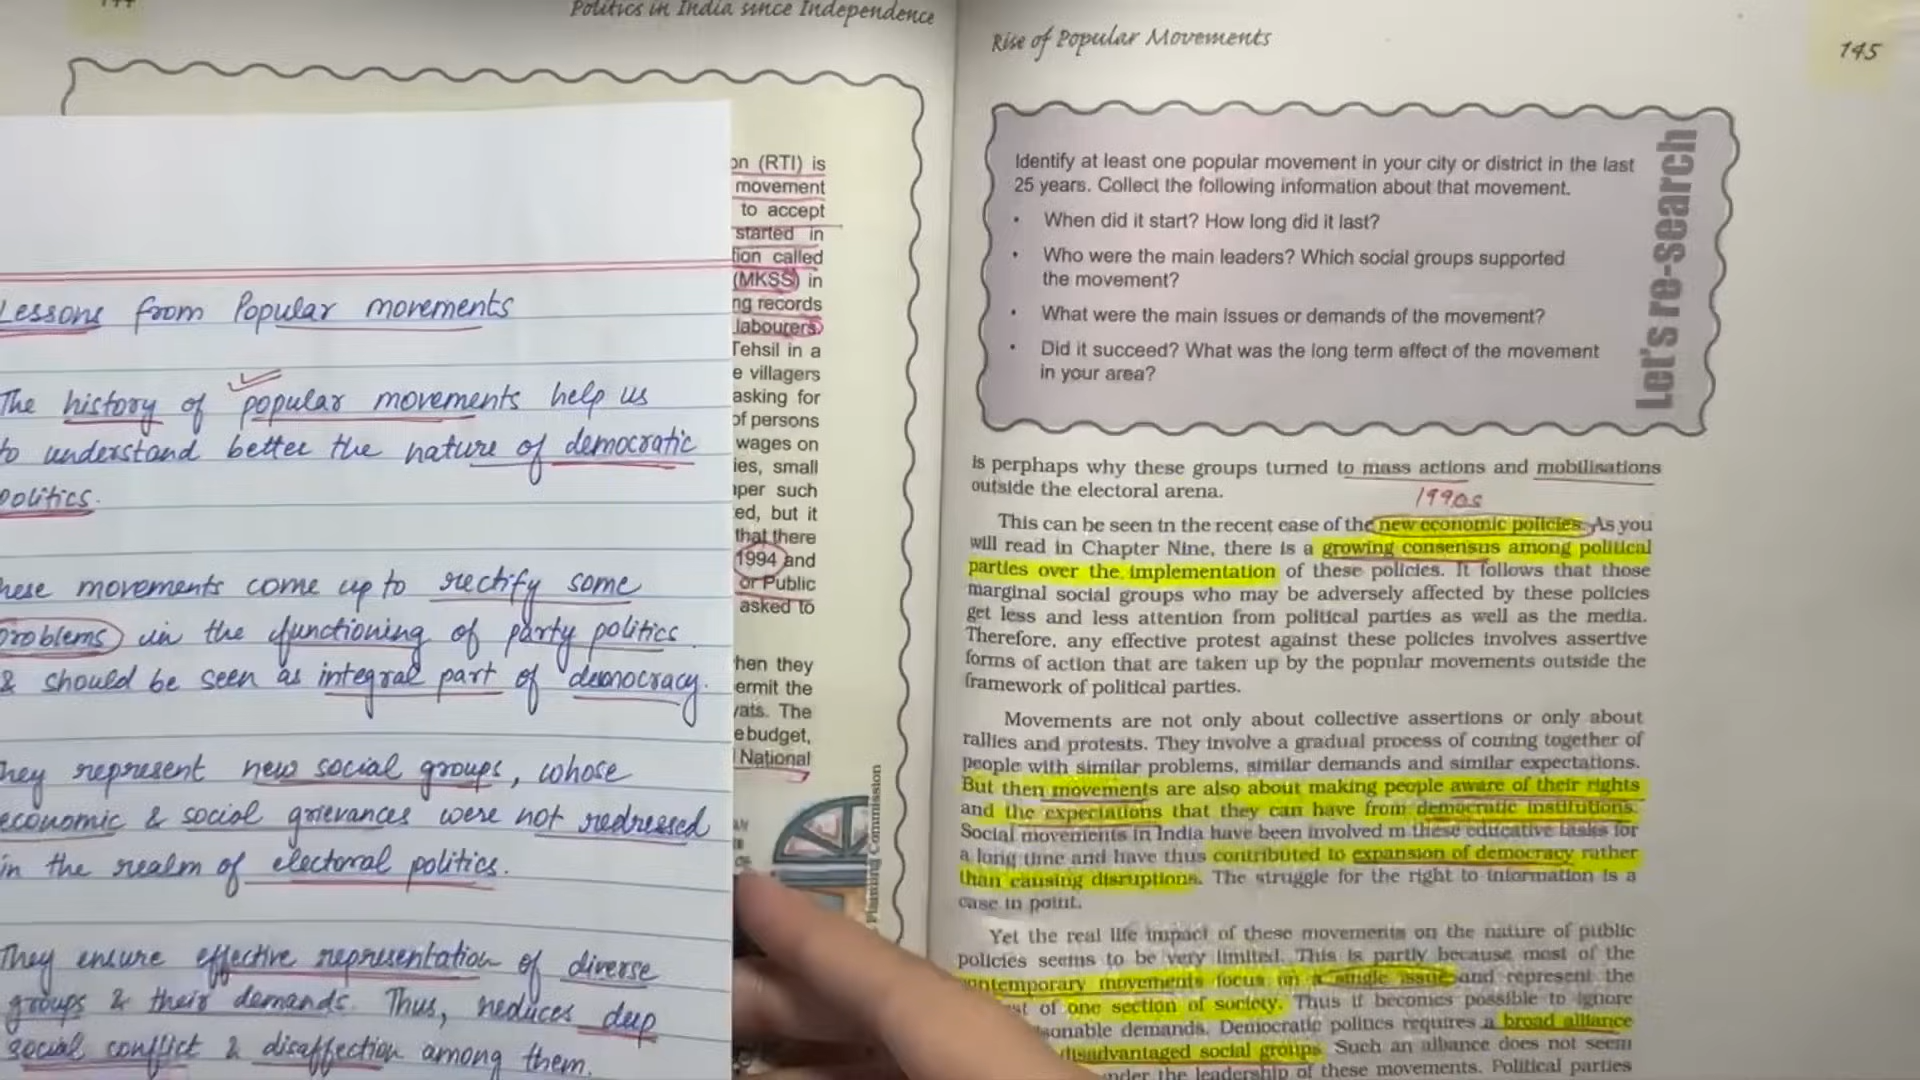 Politics in India since Independence
Lessons from Popular movements
The history of popular movements help us
to understand better the nature of democratic
politics.
these movements come up to rectify some
problems in the functioning of party politics
& should be seen as integral part of democracy.
They represent new social groups, whose
economic & social grievances were not redressed
in the realm of electoral politics.
They ensure effective representation of diverse
groups & their demands. Thus, reduces deep
social conflict & disaffection among them.
on (RTI) is
movement
to accept
started in
tion called
(MKSS) in
ng records
labourers.
Tehsil in a
e villagers
asking for
of persons
wages on
ies, small
aper such
ed, but it
that there
1994 and
or Public
asked to
hen they
ermit the
yats. The
e budget,
National
Planning Commission
Rise of Popular Movements
145
Identify at least one popular movement in your city or district in the last
25 years. Collect the following information about that movement.
• When did it start? How long did it last?
• Who were the main leaders? Which social groups supported
the movement?
• What were the main issues or demands of the movement?
• Did it succeed? What was the long term effect of the movement
in your area?
Let's re-search
is perphaps why these groups turned to mass actions and mobilisations
outside the electoral arena.
1990s
This can be seen in the recent case of the new economic policies. As you
will read in Chapter Nine, there is a growing consensus among political
parties over the implementation of these policies. It follows that those
marginal social groups who may be adversely affected by these policies
get less and less attention from political parties as well as the media.
Therefore, any effective protest against these policies involves assertive
forms of action that are taken up by the popular movements outside the
framework of political parties.
Movements are not only about collective assertions or only about
rallies and protests. They involve a gradual process of coming together of
people with similar problems, similar demands and similar expectations.
But then movements are also about making people aware of their rights
and the expectations that they can have from democratic institutions.
Social movements in India have been involved in these educative tasks for
a long time and have thus contributed to expansion of democracy rather
than causing disruptions. The struggle for the right to information is a
case in point.
Yet the real life impact of these movements on the nature of public
policies seems to be very limited. This is partly because most of the
ontemporary movements focus on a single issue and represent the
st of one section of society. Thus if becomes possible to ignore
sonable demands. Democratic politics requires a broad alliance
disadvantaged social groups. Such an alliance does not seem
nder the leadership of these movements. Political parties